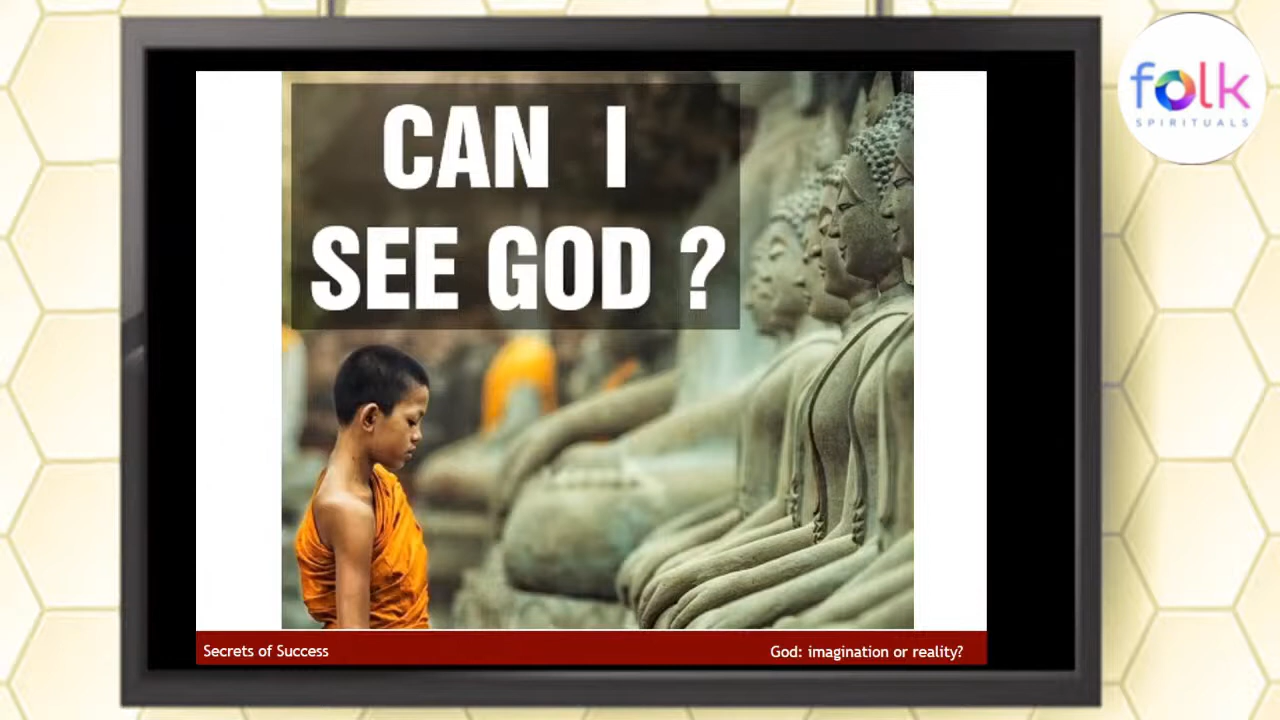 CAN I
SEE GOD ?
folk
SPIRITUALS
Secrets of Success
God: imagination or reality?